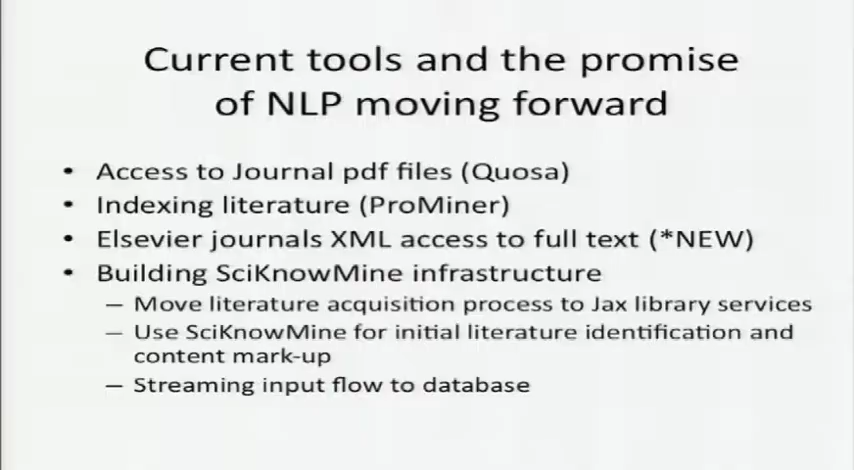 Current tools and the promise
of NLP moving forward
• Access to Journal pdf files (Quosa)
• Indexing literature (ProMiner)
• Elsevier journals XML access to full text (*NEW)
• Building SciKnowMine infrastructure
– Move literature acquisition process to Jax library services
– Use SciKnowMine for initial literature identification and
content mark-up
– Streaming input flow to database